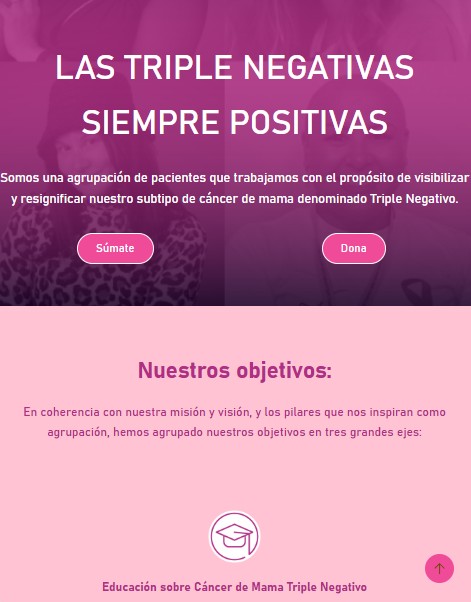 LAS TRIPLE NEGATIVAS
SIEMPRE POSITIVAS
Somos una agrupación de pacientes que trabajamos con el propósito de visibilizar
y resignificar nuestro subtipo de cáncer de mama denominado Triple Negativo.
Súmate
Dona
Nuestros objetivos:
En coherencia con nuestra misión y visión, y los pilares que nos inspiran como
agrupación, hemos agrupado nuestros objetivos en tres grandes ejes:
Educación sobre Cáncer de Mama Triple Negativo